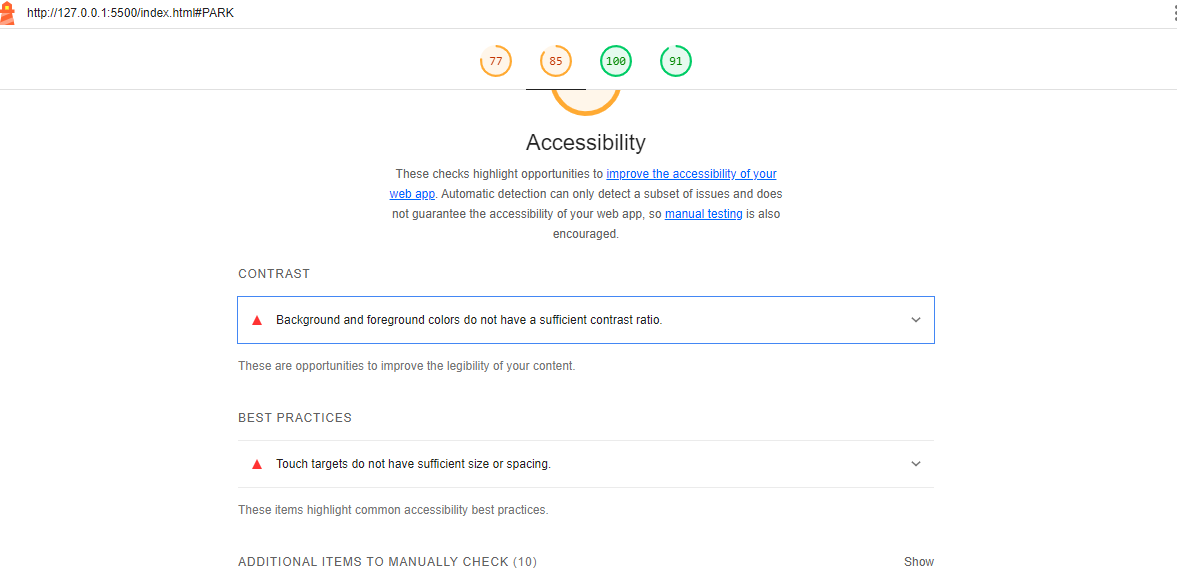 http://127.0.0.1:5500/index.html#PARK
77 85 100 91
Accessibility
These checks highlight opportunities to improve the accessibility of your
web app. Automatic detection can only detect a subset of issues and does
not guarantee the accessibility of your web app, so manual testing is also
encouraged.
CONTRAST
Background and foreground colors do not have a sufficient contrast ratio.
These are opportunities to improve the legibility of your content.
BEST PRACTICES
Touch targets do not have sufficient size or spacing.
These items highlight common accessibility best practices.
ADDITIONAL ITEMS TO MANUALLY CHECK (10) Show